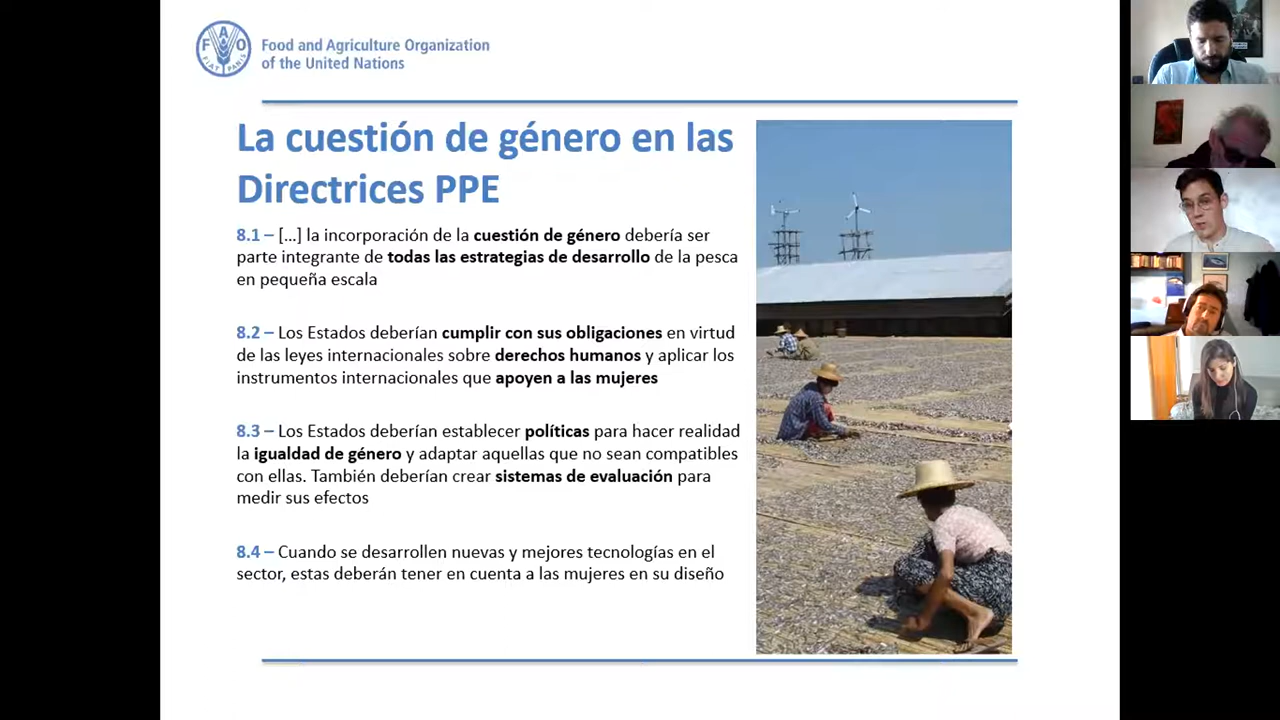 Food and Agriculture Organization
of the United Nations
La cuestión de género en las
Directrices PPE
8.1 – [...] la incorporación de la cuestión de género debería ser
parte integrante de todas las estrategias de desarrollo de la pesca
en pequeña escala
8.2 – Los Estados deberían cumplir con sus obligaciones en virtud
de las leyes internacionales sobre derechos humanos y aplicar los
instrumentos internacionales que apoyen a las mujeres
8.3 – Los Estados deberían establecer políticas para hacer realidad
la igualdad de género y adaptar aquellas que no sean compatibles
con ellas. También deberían crear sistemas de evaluación para
medir sus efectos
8.4 – Cuando se desarrollen nuevas y mejores tecnologías en el
sector, estas deberán tener en cuenta a las mujeres en su diseño
F A O
FIAT PANIS